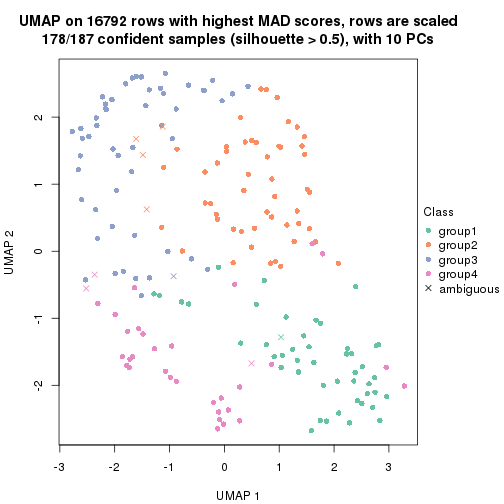 UMAP on 16792 rows with highest MAD scores, rows are scaled
178/187 confident samples (silhouette > 0.5), with 10 PCs
2
1
0
-1
-2
UMAP 2
-3 -2 -1 0 1 2 3
UMAP 1
Class
group1
group2
group3
group4
ambiguous